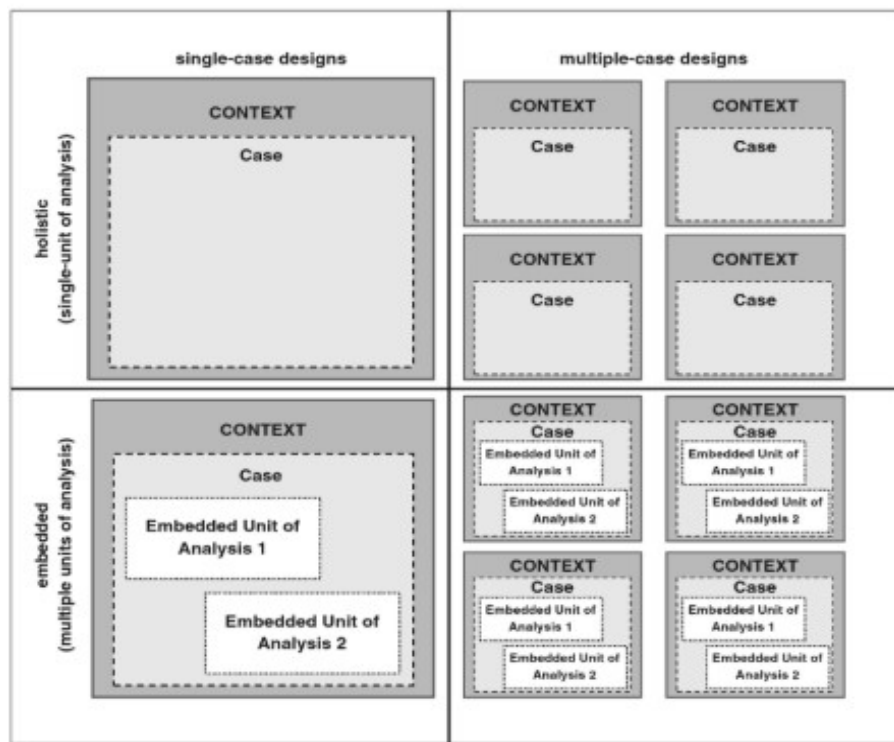 single-case designs
multiple-case designs
holistic
(single-unit of analysis)
CONTEXT
Case
CONTEXT
Case
CONTEXT
Case
CONTEXT
Case
CONTEXT
Case
embedded
(multiple units of analysis)
CONTEXT
Case
Embedded Unit of
Analysis 1
Embedded Unit of
Analysis 2
CONTEXT
Case
Embedded Unit of
Analysis 1
Embedded Unit of
Analysis 2
CONTEXT
Case
Embedded Unit of
Analysis 1
Embedded Unit of
Analysis 2
CONTEXT
Case
Embedded Unit of
Analysis 1
Embedded Unit of
Analysis 2
CONTEXT
Case
Embedded Unit of
Analysis 1
Embedded Unit of
Analysis 2